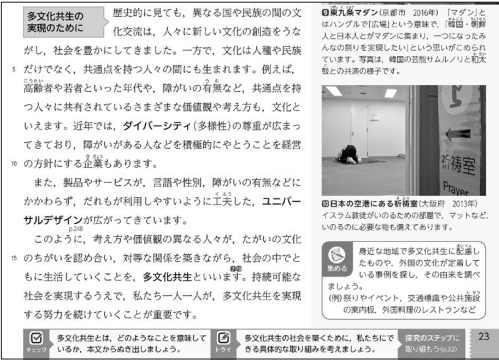 多文化共生の
実現のために
歴史的に見ても，異なる国や民族の間の文
化交流は，人々に新しい文化の創造をうな
がし，社会を豊かにしてきました。一方で，文化は人種や民族
5 だけでなく，共通点を持つ人々の間にも生まれます。例えば，
高齢者や若者といった年代や，障がいの有無など，共通点を持
つ人々に共有されているさまざまな価値観や考え方も，文化と
いえます。近年では，ダイバーシティ(多様性)の尊重が広まっ
てきており，障がいがある人などを積極的にやとうことを経営
10 の方針にする企業もあります。
また，製品やサービスが，言語や性別，障がいの有無などに
かかわらず，だれもが利用しやすいように工夫した，ユニバー
サルデザインが広がってきています。
p.248
このように，考え方や価値観の異なる人々が，たがいの文化
15 のちがいを認め合い，対等な関係を築きながら，社会の中でと
もに生活していくことを，多文化共生といいます。持続可能な
社会を実現するうえで，私たち一人一人が，多文化共生を実現
する努力を続けていくことが重要です。
東九条マダン(京都市 2016年) 「マダン」と
はハングルで「広場」という意味で，「韓国・朝鮮
人と日本人とがマダンに集まり，一つになったみ
んなの祭りを実現したい」という思いがこめられ
ています。写真は，韓国の芸能サムルノリと和太
鼓との共演の様子です。
祈祷室
Prayer
日本の空港にある祈祷室(大阪府 2013年)
イスラム教徒がいのるための部屋で，マットなど，
いのるのに必要な物も備えてあります。
集める
身近な地域で多文化共生に配慮し
たものや，外国の文化が定着して
いる事例を探し，その由来を調べ
ましょう。
(例)祭りやイベント，交通標識や公共施設
の案内板，外国料理のレストランなど
チェック
多文化共生とは，どのようなことを意味して
いるか，本文からぬき出しましょう。
トライ
多文化共生の社会を築くために，私たちにで
きる具体的な取り組みを考えましょう。
探究のステップに
取り組もう(p.32)
23